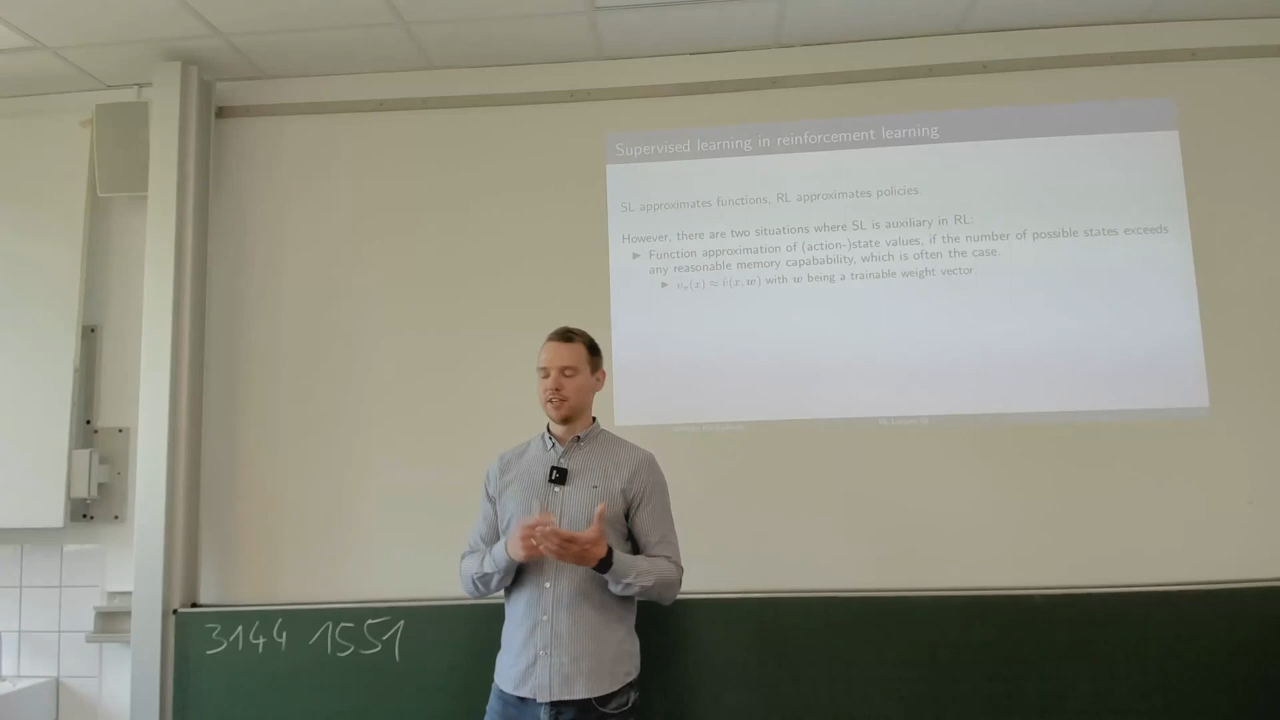 Supervised learning in reinforcement learning
SL approximates functions, RL approximates policies.
However, there are two situations where SL is auxiliary in RL:
▶ Function approximation of (action-)state values, if the number of possible states exceeds
any reasonable memory capabability, which is often the case.
▶ vπ(x) ≈ v̂(x, w) with w being a trainable weight vector
3144 1551